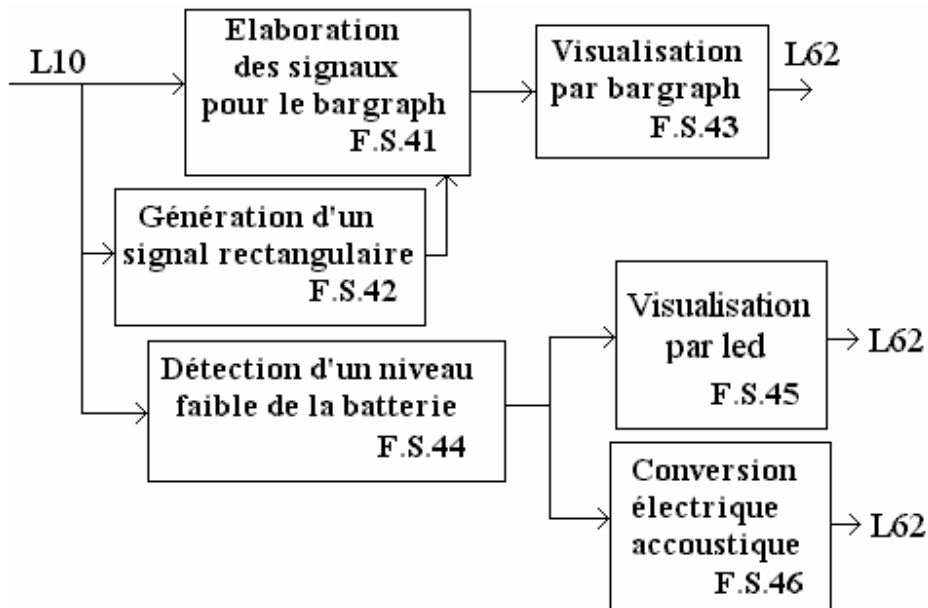 L10
Elaboration
des signaux
pour le bargraph
F.S.41
Visualisation
par bargraph
F.S.43
L62
Génération d'un
signal rectangulaire
F.S.42
Détection d'un niveau
faible de la batterie
F.S.44
Visualisation
par led
F.S.45
L62
Conversion
électrique
accoustique
F.S.46
L62